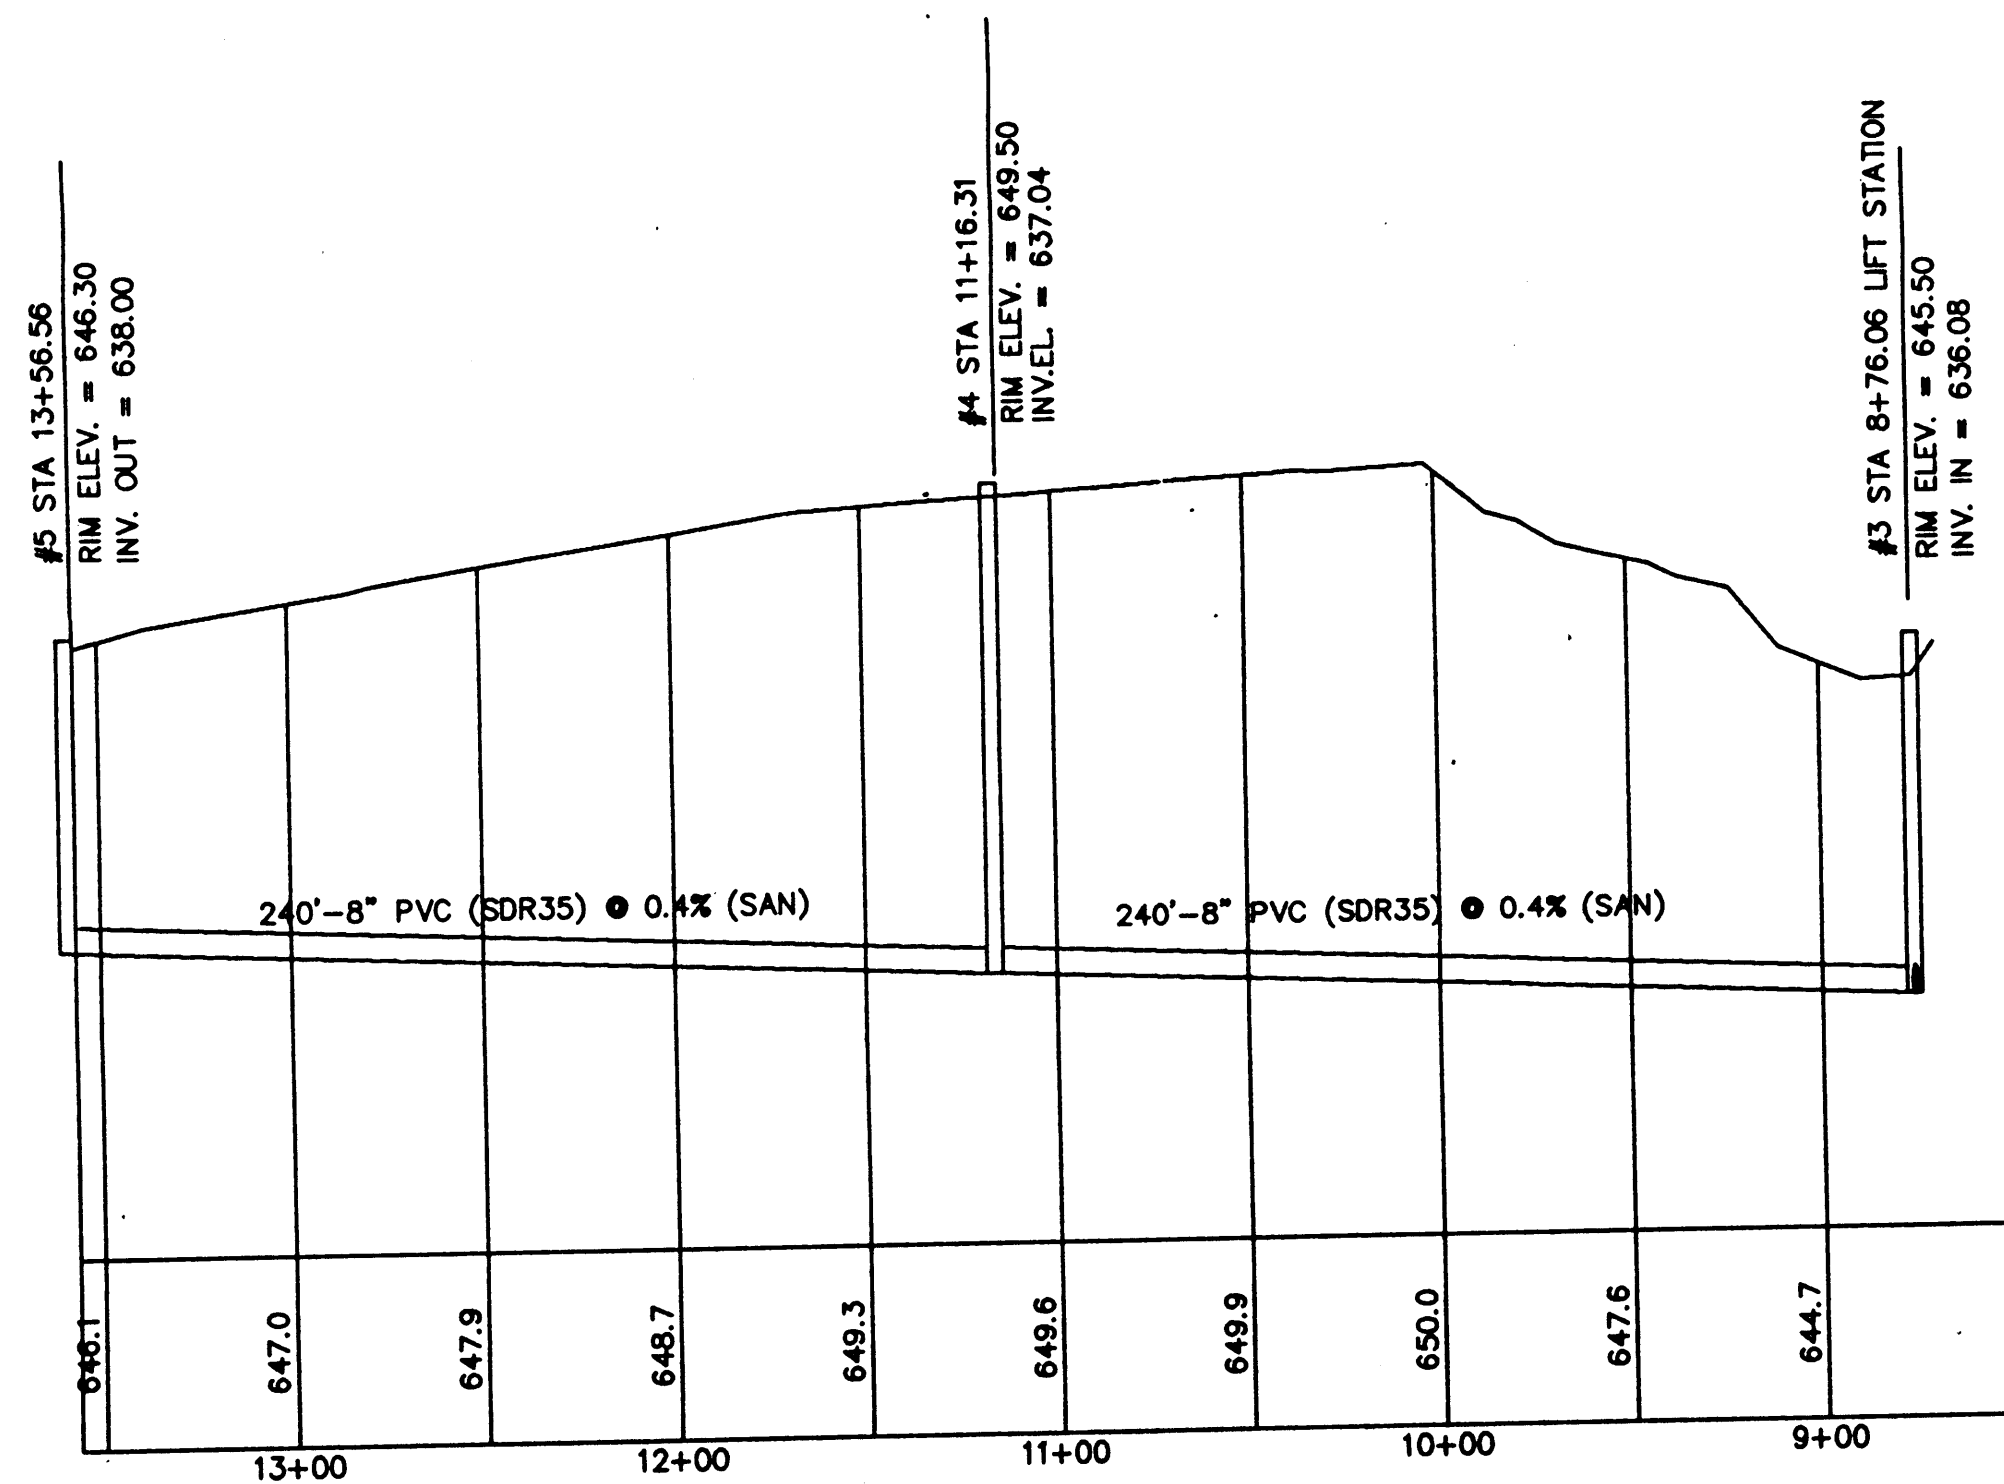 #5 STA 13+56.56
RIM ELEV. = 646.30
INV. OUT = 638.00
#4 STA 11+16.31
RIM ELEV. = 649.50
INV.EL. = 637.04
#3 STA 8+76.06 LIFT STATION
RIM ELEV. = 645.50
INV. IN = 636.08
240'-8" PVC (SDR35) @ 0.4% (SAN)
240'-8" PVC (SDR35) @ 0.4% (SAN)
646.1
647.0
647.9
648.7
649.3
649.6
649.9
650.0
647.6
644.7
13+00
12+00
11+00
10+00
9+00